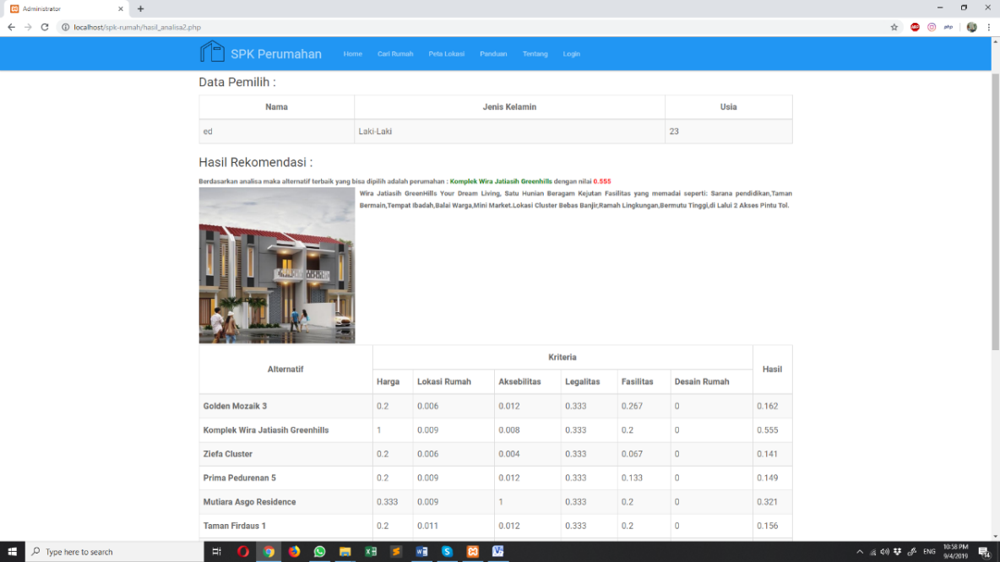 Administrator
localhost/spk-rumah/hasil_analisa2.php
ABP
php
SPK Perumahan Home Cari Rumah Peta Lokasi Panduan Tentang Login
Data Pemilih :
Nama Jenis Kelamin Usia
ed Laki-Laki 23
Hasil Rekomendasi :
Berdasarkan analisa maka alternatif terbaik yang bisa dipilih adalah perumahan : Komplek Wira Jatiasih Greenhills dengan nilai 0.555
Wira Jatiasih GreenHills Your Dream Living, Satu Hunian Beragam Kejutan Fasilitas yang memadai seperti: Sarana pendidikan,Taman
Bermain,Tempat Ibadah,Balai Warga,Mini Market.Lokasi Cluster Bebas Banjir,Ramah Lingkungan,Bermutu Tinggi,di Lalui 2 Akses Pintu Tol.
Alternatif Kriteria Hasil
Harga Lokasi Rumah Aksebilitas Legalitas Fasilitas Desain Rumah
Golden Mozaik 3 0.2 0.006 0.012 0.333 0.267 0 0.162
Komplek Wira Jatiasih Greenhills 1 0.009 0.008 0.333 0.2 0 0.555
Ziefa Cluster 0.2 0.006 0.004 0.333 0.067 0 0.141
Prima Pedurenan 5 0.2 0.009 0.012 0.333 0.133 0 0.149
Mutiara Asgo Residence 0.333 0.009 1 0.333 0.2 0 0.321
Taman Firdaus 1 0.2 0.011 0.012 0.333 0.2 0 0.156
Type here to search
ENG
10:58 PM
9/4/2019
14